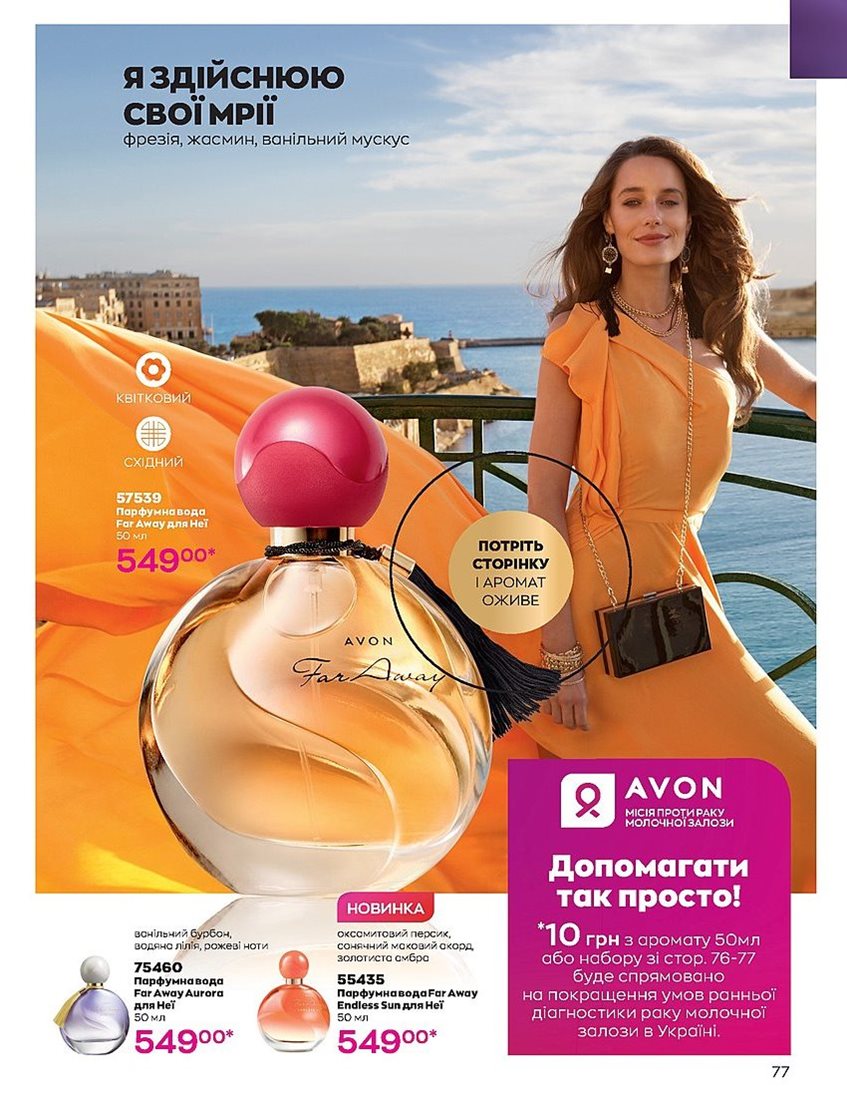 Я ЗДІЙСНЮЮ
СВОЇ МРІЇ
фрезія, жасмин, ванільний мускус
КВІТКОВИЙ
СХІДНИЙ
57539
Парфумна вода
Far Away для Неї
50 мл
549⁰⁰*
ПОТРІТЬ
СТОРІНКУ
І АРОМАТ
ОЖИВЕ
AVON
Far Away
AVON
МІСІЯ ПРОТИ РАКУ
МОЛОЧНОЇ ЗАЛОЗИ
Допомагати
так просто!
*10 грн з аромату 50мл
або набору зі стор. 76-77
буде спрямовано
на покращення умов ранньої
діагностики раку молочної
залози в Україні.
ванільний бурбон,
водяна лілія, рожеві ноти
75460
Парфумна вода
Far Away Aurora
для Неї
50 мл
549⁰⁰*
НОВИНКА
оксамитовий персик,
сонячний маковий акорд,
золотиста амбра
55435
Парфумна вода Far Away
Endless Sun для Неї
50 мл
549⁰⁰*
77